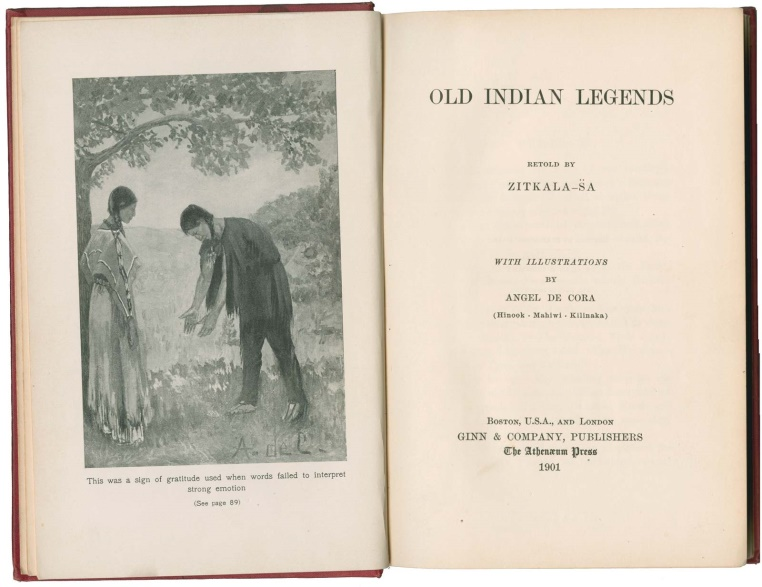 A. de C.
This was a sign of gratitude used when words failed to interpret
strong emotion
(See page 89)
OLD INDIAN LEGENDS
RETOLD BY
ZITKALA-S̈A
WITH ILLUSTRATIONS
BY
ANGEL DE CORA
(Hinook - Mahiwi - Kilinaka)
Boston, U.S.A., and London
GINN & COMPANY, PUBLISHERS
The Athenæum Press
1901